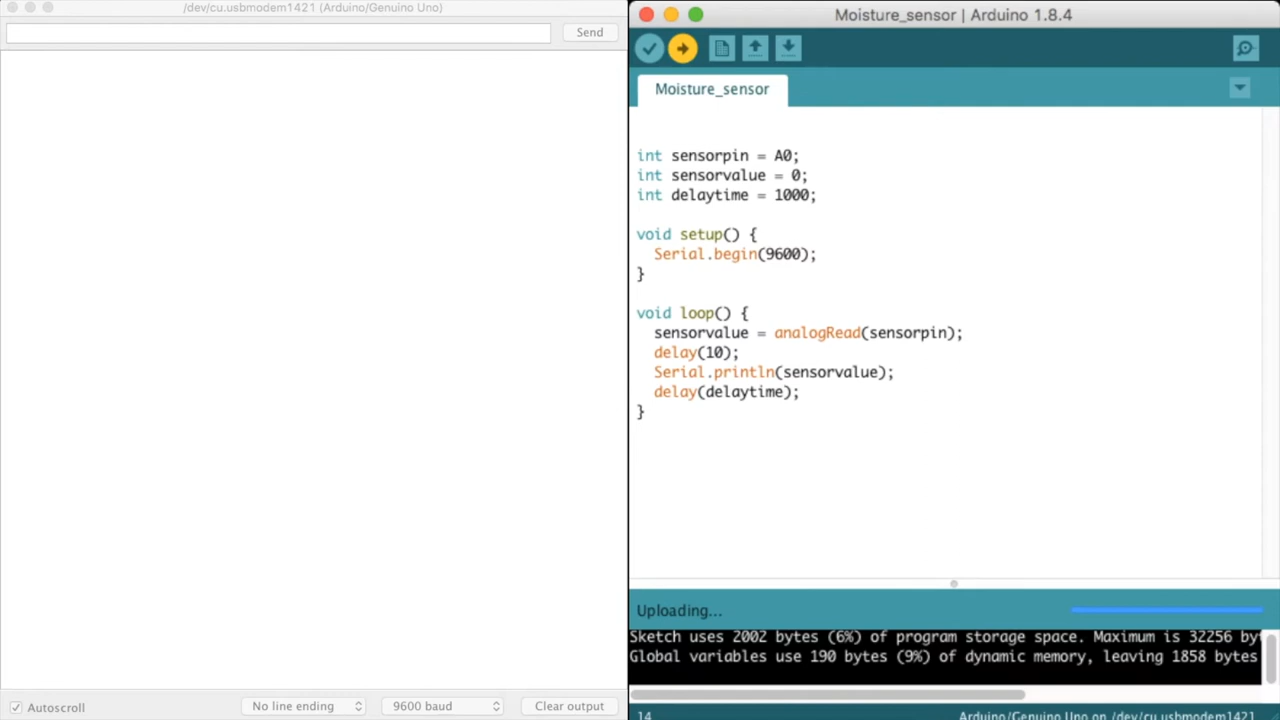 /dev/cu.usbmodem1421 (Arduino/Genuino Uno)
Send
Autoscroll
No line ending
9600 baud
Clear output
Moisture_sensor | Arduino 1.8.4
Moisture_sensor
int sensorpin = A0;
int sensorvalue = 0;
int delaytime = 1000;
void setup() {
Serial.begin(9600);
}
void loop() {
sensorvalue = analogRead(sensorpin);
delay(10);
Serial.println(sensorvalue);
delay(delaytime);
}
Uploading...
Sketch uses 2002 bytes (6%) of program storage space. Maximum is 32256 by
Global variables use 190 bytes (9%) of dynamic memory, leaving 1858 bytes
14
Arduino/Genuino Uno on /dev/cu.usbmodem1421